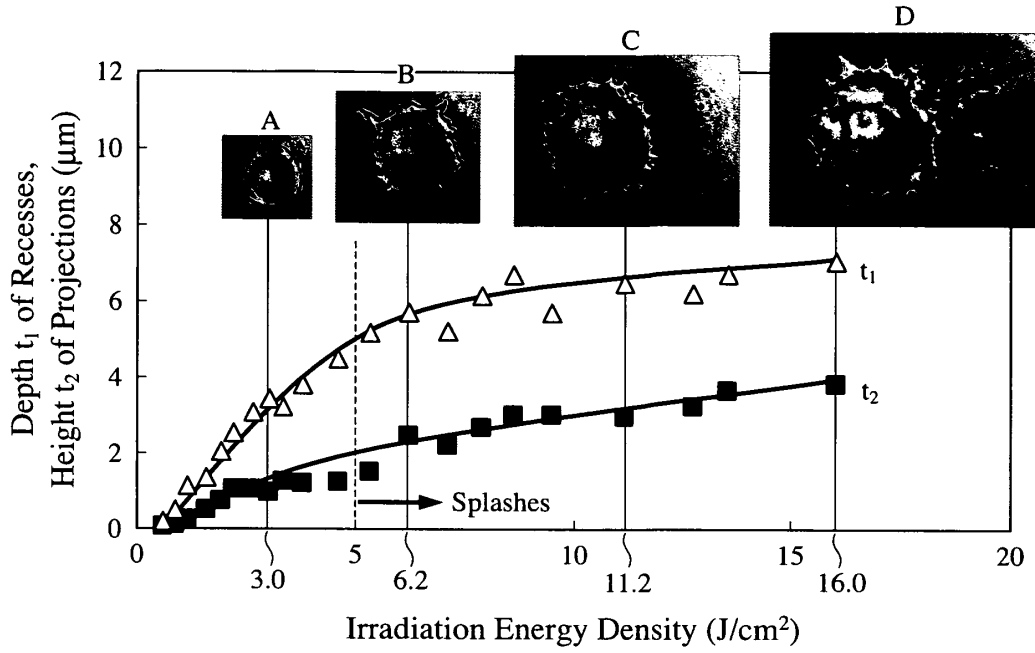 A
B
C
D
12
10
8
6
4
2
0
Depth t₁ of Recesses,
Height t₂ of Projections (μm)
t₁
t₂
Splashes
0
5
10
15
20
3.0
6.2
11.2
16.0
Irradiation Energy Density (J/cm²)